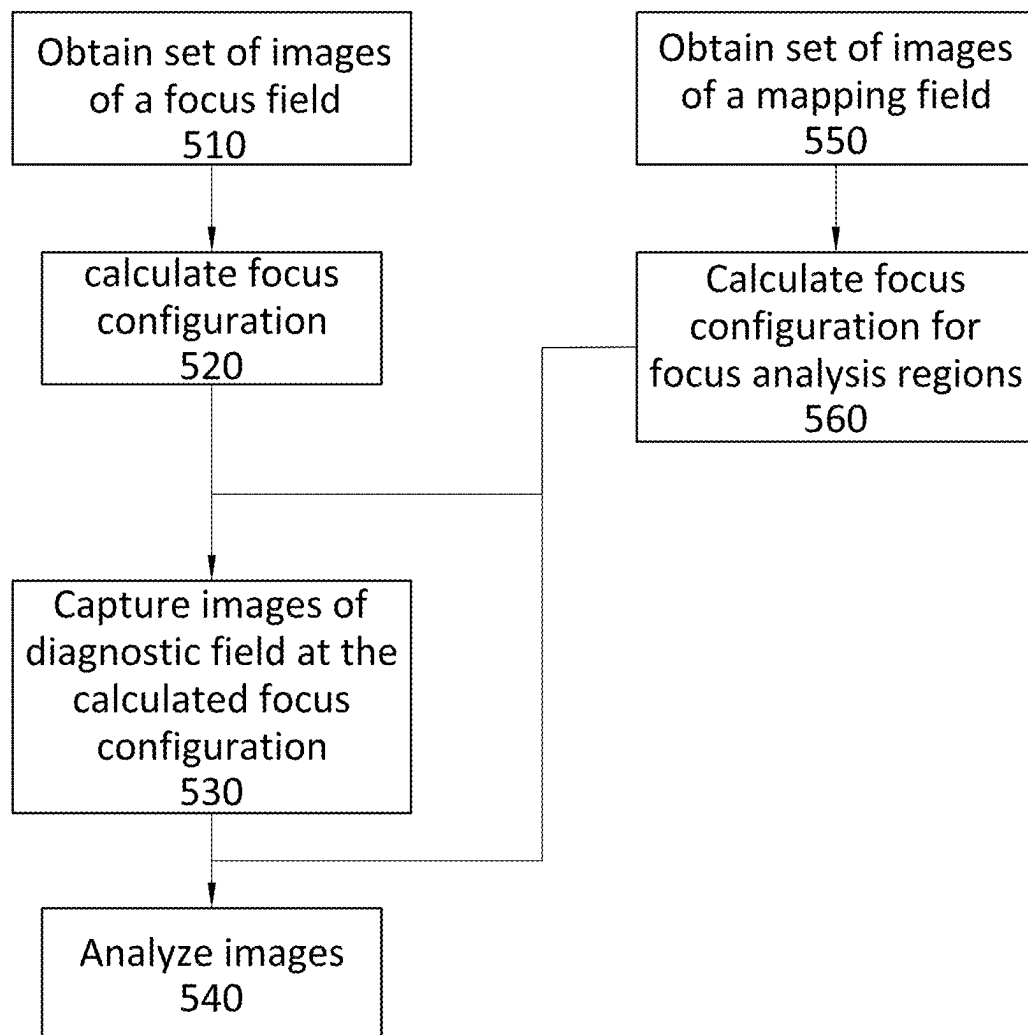 Obtain set of images
of a focus field
510
calculate focus
configuration
520
Capture images of
diagnostic field at the
calculated focus
configuration
530
Analyze images
540
Obtain set of images
of a mapping field
550
Calculate focus
configuration for
focus analysis regions
560